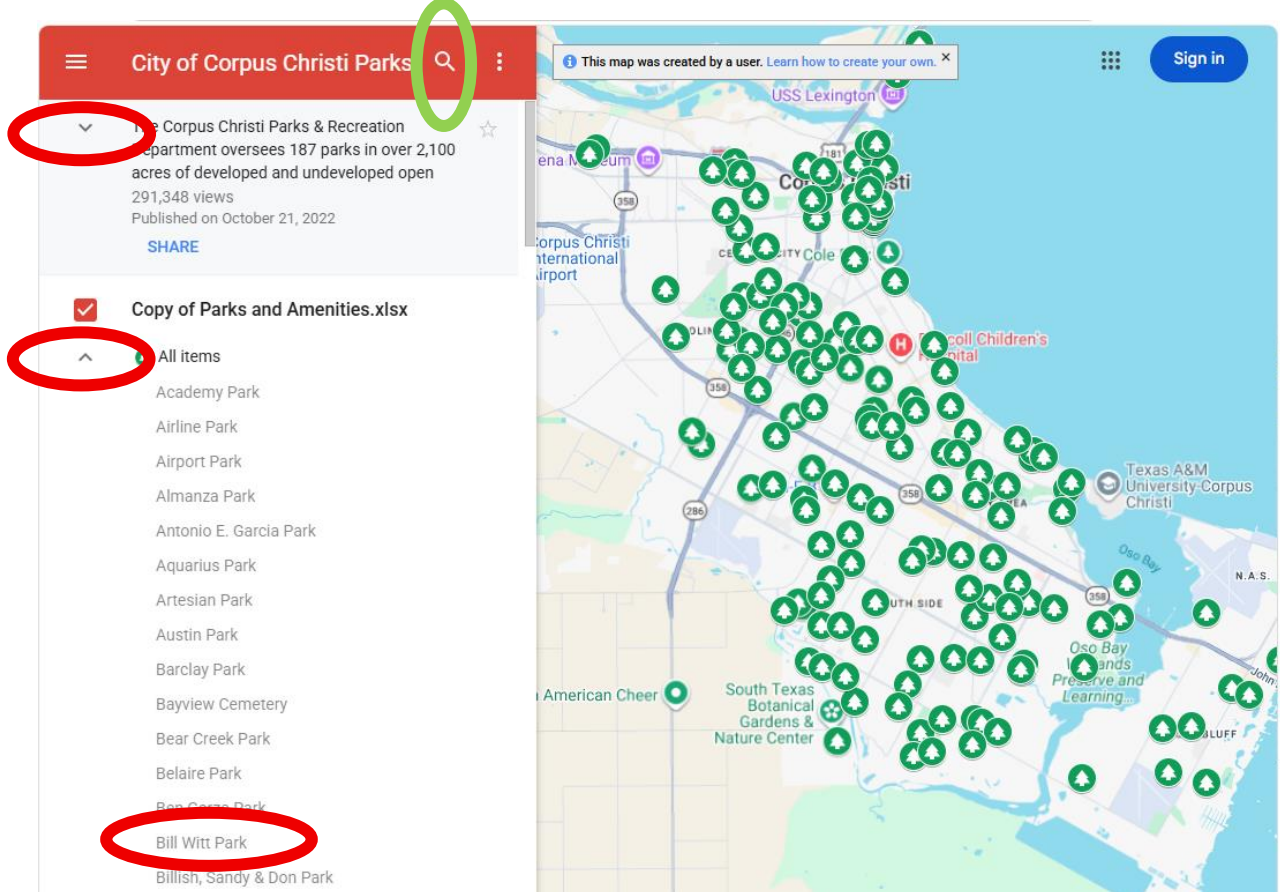 City of Corpus Christi Parks
This map was created by a user. Learn how to create your own. ×
Sign in
The Corpus Christi Parks & Recreation
Department oversees 187 parks in over 2,100
acres of developed and undeveloped open
291,348 views
Published on October 21, 2022
SHARE
Copy of Parks and Amenities.xlsx
All items
Academy Park
Airline Park
Airport Park
Almanza Park
Antonio E. Garcia Park
Aquarius Park
Artesian Park
Austin Park
Barclay Park
Bayview Cemetery
Bear Creek Park
Belaire Park
Ben Garza Park
Bill Witt Park
Billish, Sandy & Don Park
USS Lexington
181
358
Corpus Christi
International
Airport
CITY Cole
H
Children's
358
286
358
Texas A&M
University-Corpus
Christi
Oso Bay
N.A.S.
358
SIDE
Oso Bay
Preserve and
Learning...
John
American Cheer
South Texas
Botanical
Gardens &
Nature Center
BLUFF